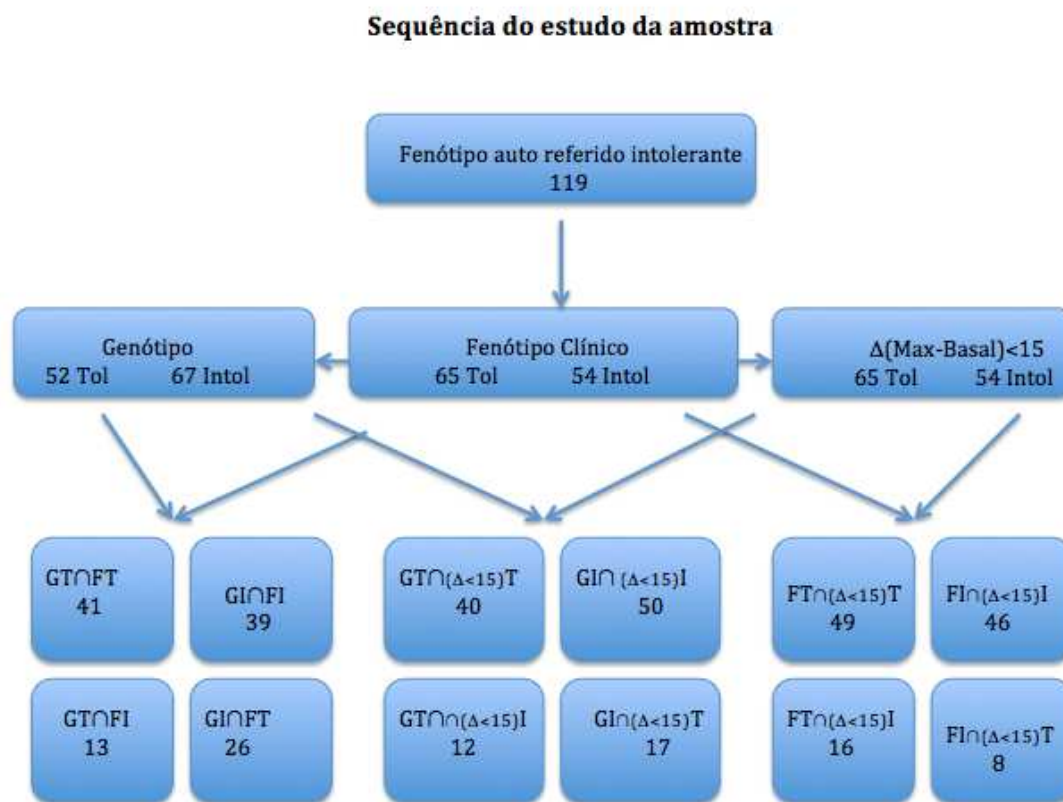 Sequência do estudo da amostra
Fenótipo auto referido intolerante
119
Genótipo
52 Tol 67 Intol
Fenótipo Clínico
65 Tol 54 Intol
Δ(Max-Basal)<15
65 Tol 54 Intol
GT∩FT
41
GI∩FI
39
GT∩(Δ<15)T
40
GI∩ (Δ<15)I
50
FT∩(Δ<15)T
49
FI∩(Δ<15)I
46
GT∩FI
13
GI∩FT
26
GT∩∩(Δ<15)I
12
GI∩(Δ<15)T
17
FT∩(Δ<15)I
16
FI∩(Δ<15)T
8